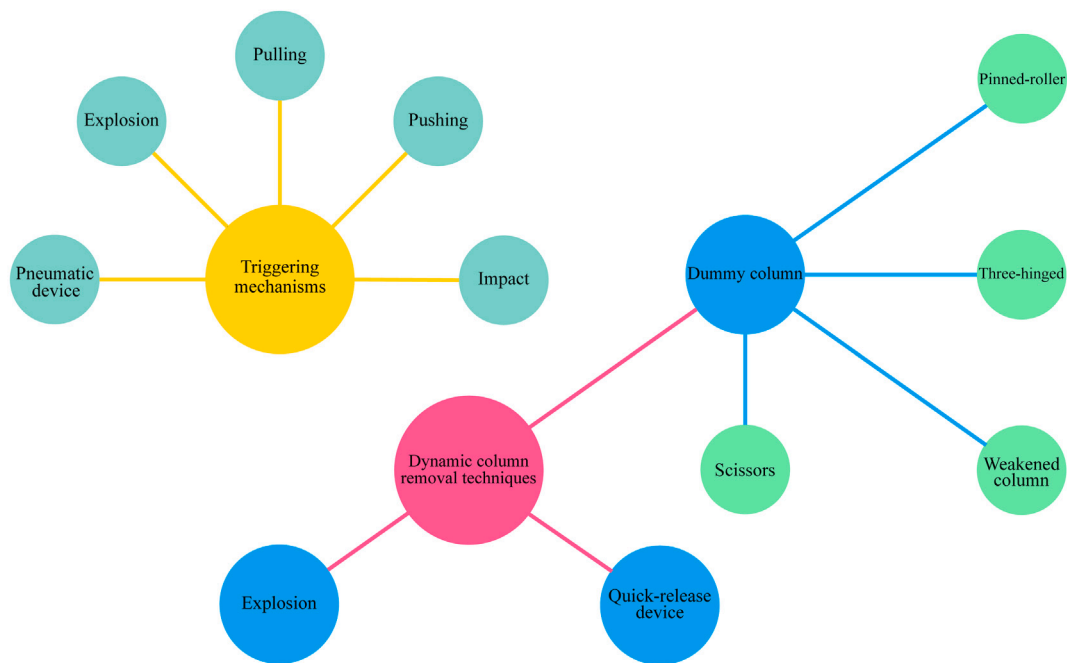 Pulling
Explosion
Pushing
Pneumatic
device
Triggering
mechanisms
Impact
Pinned-roller
Dummy column
Three-hinged
Dynamic column
removal techniques
Scissors
Weakened
column
Explosion
Quick-release
device